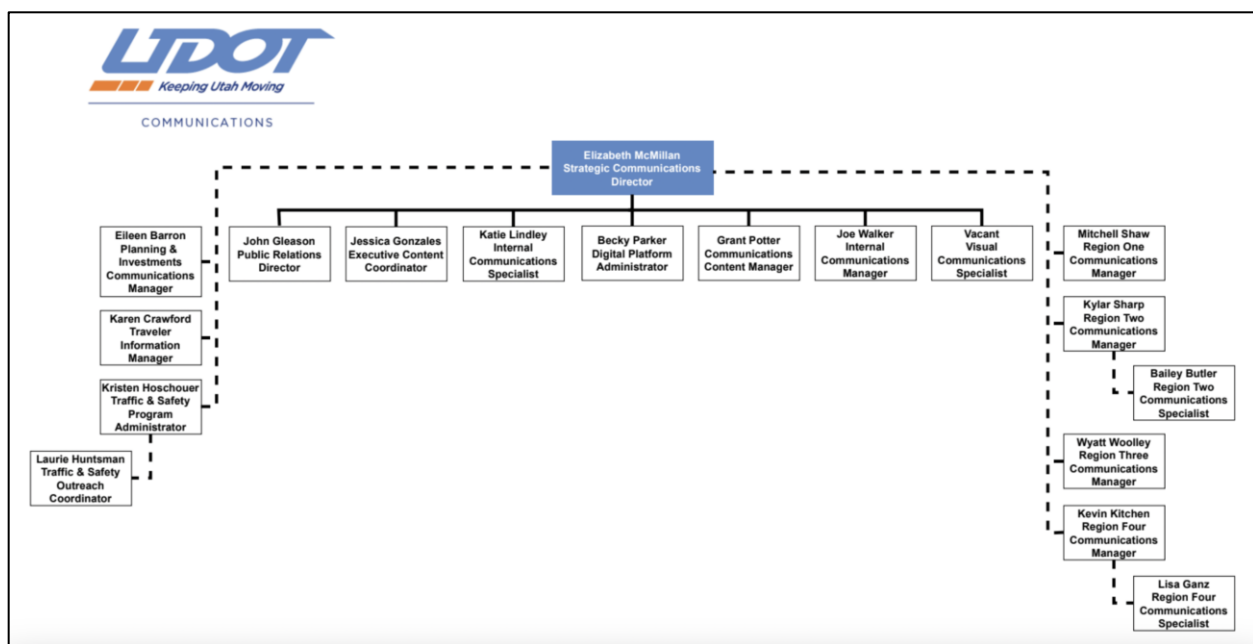 UDOT
Keeping Utah Moving
COMMUNICATIONS
Elizabeth McMillan
Strategic Communications
Director
Eileen Barron
Planning &
Investments
Communications
Manager
John Gleason
Public Relations
Director
Jessica Gonzales
Executive Content
Coordinator
Katie Lindley
Internal
Communications
Specialist
Becky Parker
Digital Platform
Administrator
Grant Potter
Communications
Content Manager
Joe Walker
Internal
Communications
Manager
Vacant
Visual
Communications
Specialist
Mitchell Shaw
Region One
Communications
Manager
Karen Crawford
Traveler
Information
Manager
Kylar Sharp
Region Two
Communications
Manager
Kristen Hoschouer
Traffic & Safety
Program
Administrator
Bailey Butler
Region Two
Communications
Specialist
Laurie Huntsman
Traffic & Safety
Outreach
Coordinator
Wyatt Woolley
Region Three
Communications
Manager
Kevin Kitchen
Region Four
Communications
Manager
Lisa Ganz
Region Four
Communications
Specialist